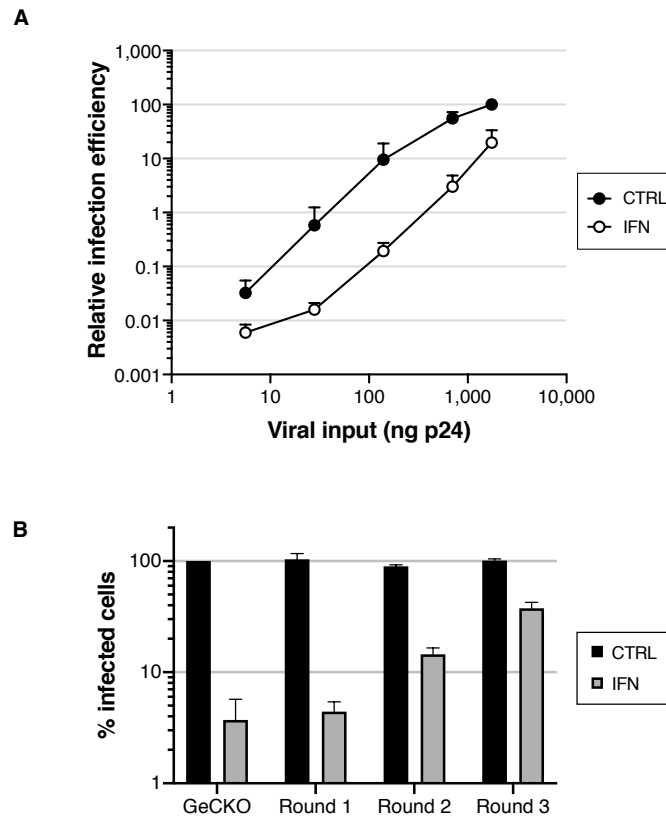 A
Relative infection efficiency
1,000
100
10
1
0.1
0.01
0.001
1
10
100
1,000
10,000
Viral input (ng p24)
CTRL
IFN
B
% infected cells
100
10
1
GeCKO
Round 1
Round 2
Round 3
CTRL
IFN